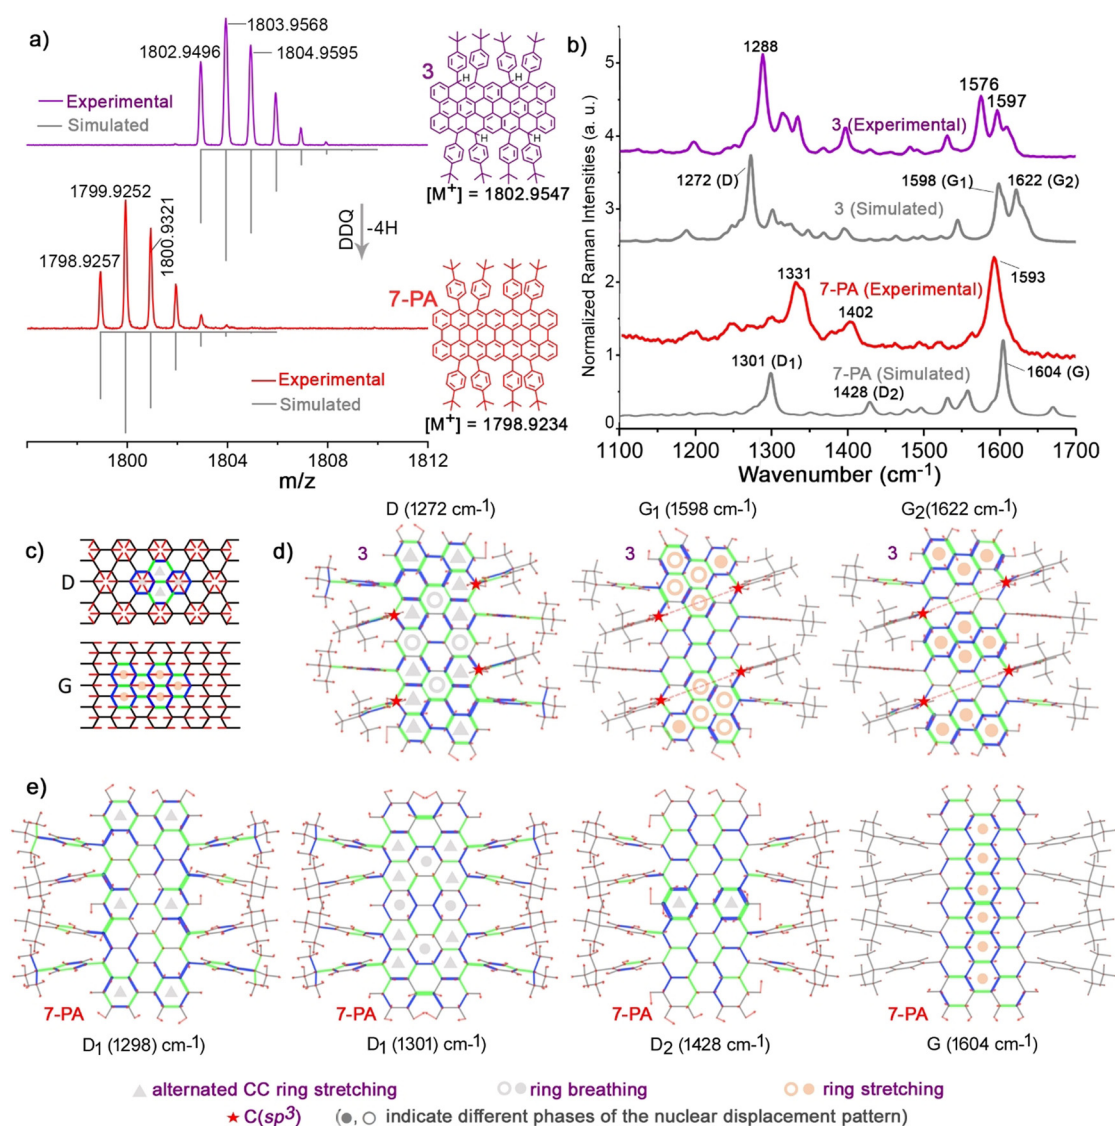 a)
1803.9568
1802.9496
1804.9595
3
H
H
H
H
Experimental
Simulated
[M+] = 1802.9547
1799.9252
1798.9257
1800.9321
DDQ
-4H
7-PA
Experimental
Simulated
[M+] = 1798.9234
1800
1804
1808
1812
m/z
b)
Normalized Raman Intensities (a. u.)
5
4
3
2
1
0
1288
1576
1597
3 (Experimental)
1272 (D)
1598 (G1)
1622 (G2)
3 (Simulated)
1331
1402
7-PA (Experimental)
1593
1301 (D1)
7-PA (Simulated)
1428 (D2)
1604 (G)
1100
1200
1300
1400
1500
1600
1700
Wavenumber (cm-1)
c)
D
G
d)
D (1272 cm-1)
G1 (1598 cm-1)
G2(1622 cm-1)
3
3
3
e)
7-PA
7-PA
7-PA
7-PA
D1 (1298) cm-1)
D1 (1301) cm-1)
D2 (1428 cm-1)
G (1604 cm-1)
alternated CC ring stretching
ring breathing
ring stretching
C(sp3)
( , indicate different phases of the nuclear displacement pattern)